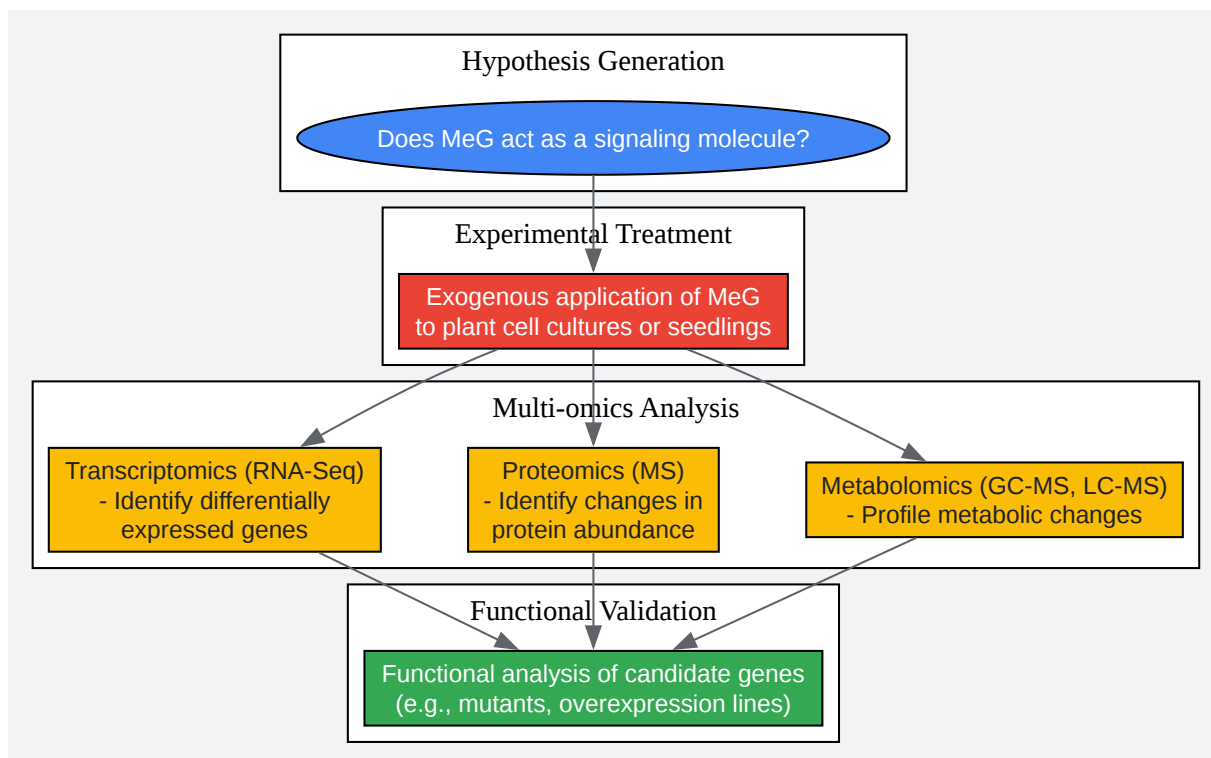 Hypothesis Generation
Does MeG act as a signaling molecule?
Experimental Treatment
Exogenous application of MeG
to plant cell cultures or seedlings
Multi-omics Analysis
Transcriptomics (RNA-Seq)
- Identify differentially
expressed genes
Proteomics (MS)
- Identify changes in
protein abundance
Metabolomics (GC-MS, LC-MS)
- Profile metabolic changes
Functional Validation
Functional analysis of candidate genes
(e.g., mutants, overexpression lines)